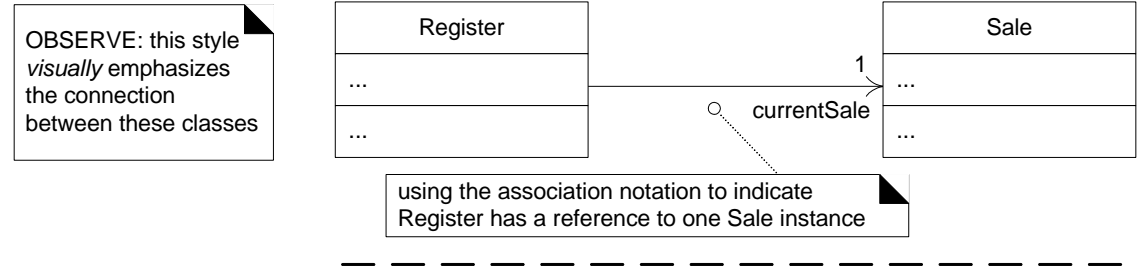 OBSERVE: this style
visually emphasizes
the connection
between these classes
Register
...
...
Sale
...
...
1
currentSale
using the association notation to indicate
Register has a reference to one Sale instance